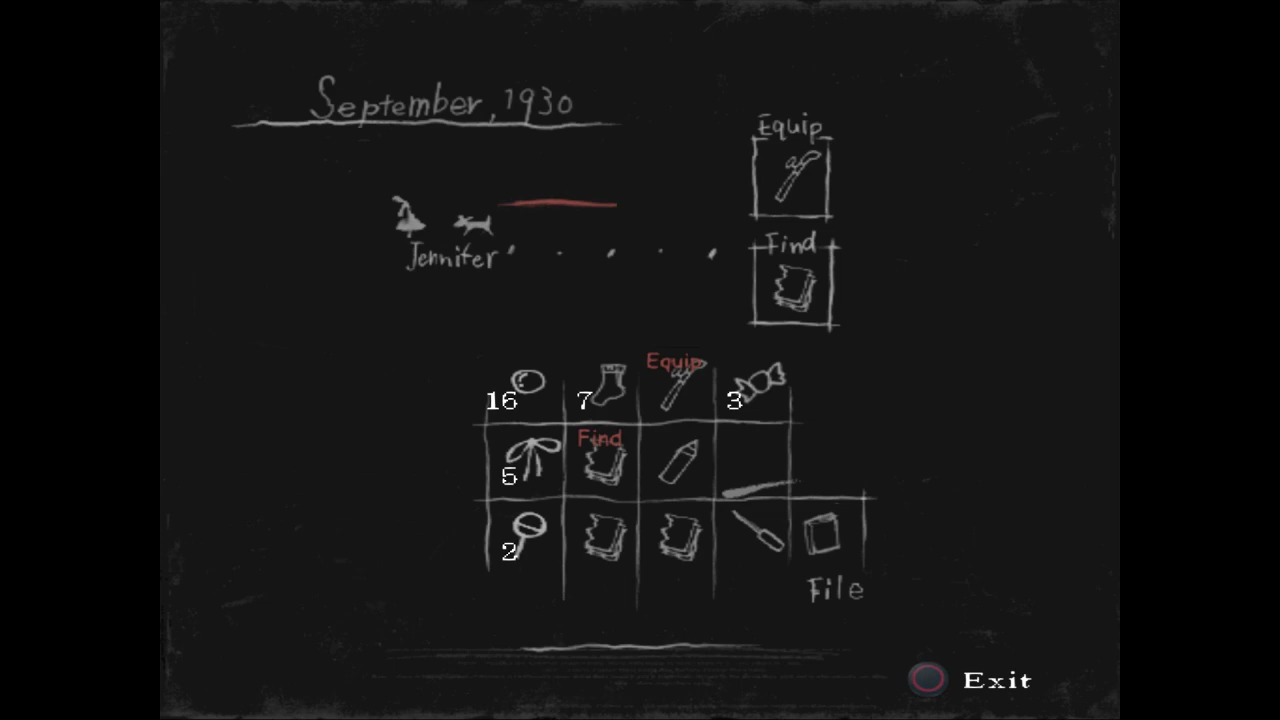 September, 1930
Equip
Jennifer
Find
Equip
16
7
3
Find
5
2
File
Exit